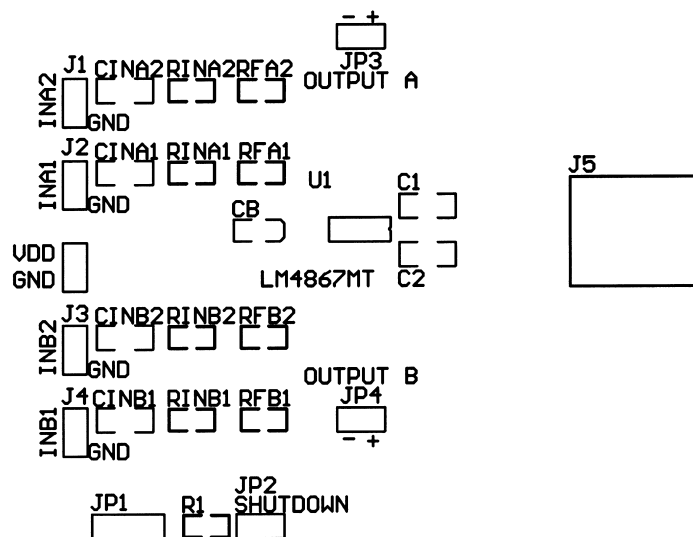 - +
JP3
OUTPUT A
J1 CINA2 RINA2 RFA2
INA2
GND
J2 CINA1 RINA1 RFA1
INA1
GND
U1
C1
J5
CB
VDD
GND
LM4867MT
C2
J3 CINB2 RINB2 RFB2
INB2
GND
OUTPUT B
JP4
- +
J4 CINB1 RINB1 RFB1
INB1
GND
JP1
R1
JP2
SHUTDOWN